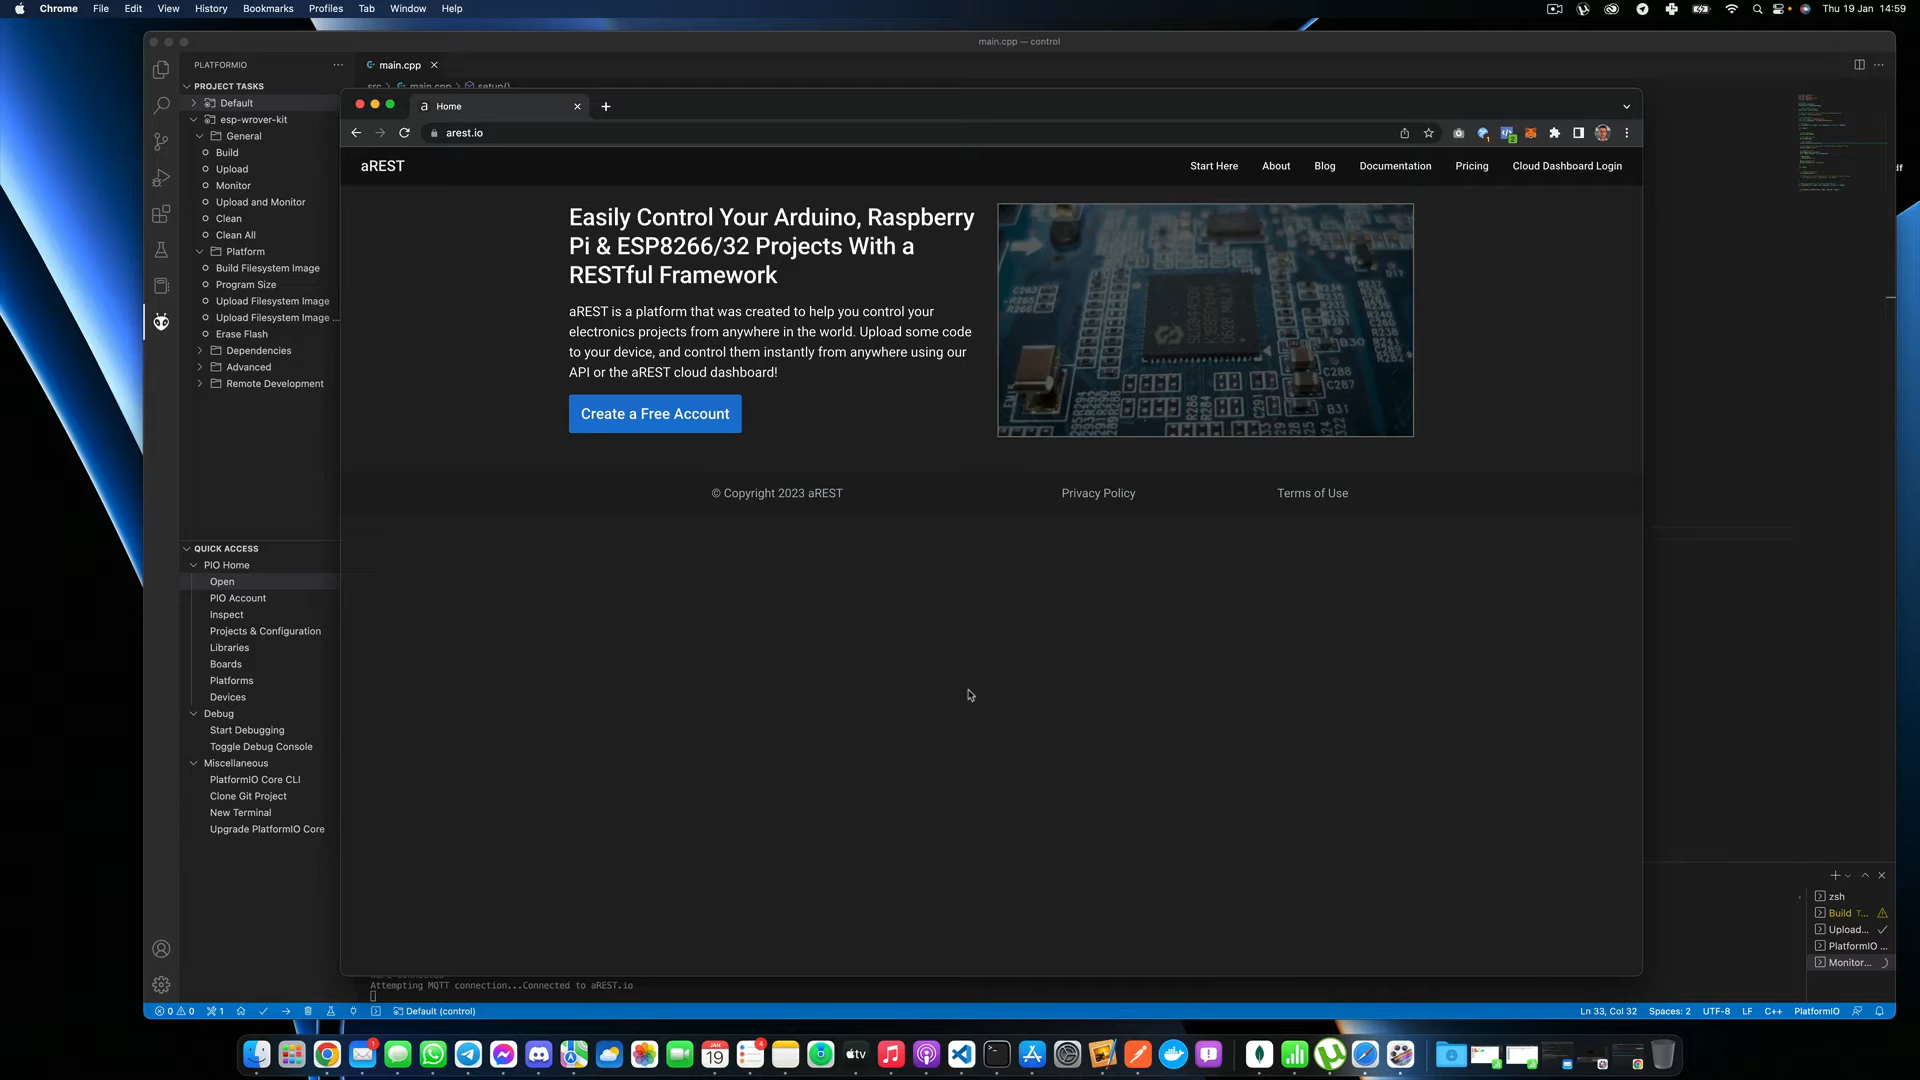 Chrome File Edit View History Bookmarks Profiles Tab Window Help
Thu 19 Jan 14:59
main.cpp — control
PLATFORMIO
main.cpp
PROJECT TASKS
src > main.cpp > setup()
Default
esp-wrover-kit
General
Build
Upload
Monitor
Upload and Monitor
Clean
Clean All
Platform
Build Filesystem Image
Program Size
Upload Filesystem Image
Upload Filesystem Image ...
Erase Flash
Dependencies
Advanced
Remote Development
QUICK ACCESS
PIO Home
Open
PIO Account
Inspect
Projects & Configuration
Libraries
Boards
Platforms
Devices
Debug
Start Debugging
Toggle Debug Console
Miscellaneous
PlatformIO Core CLI
Clone Git Project
New Terminal
Upgrade PlatformIO Core
Home
arest.io
aREST
Start Here About Blog Documentation Pricing Cloud Dashboard Login
Easily Control Your Arduino, Raspberry
Pi & ESP8266/32 Projects With a
RESTful Framework
aREST is a platform that was created to help you control your
electronics projects from anywhere in the world. Upload some code
to your device, and control them instantly from anywhere using our
API or the aREST cloud dashboard!
Create a Free Account
© Copyright 2023 aREST
Privacy Policy
Terms of Use
zsh
Build T...
Upload...
PlatformIO ...
Monitor...
Attempting MQTT connection...Connected to aREST.io
0 0 1 Default (control)
Ln 33, Col 32 Spaces: 2 UTF-8 LF C++ PlatformIO